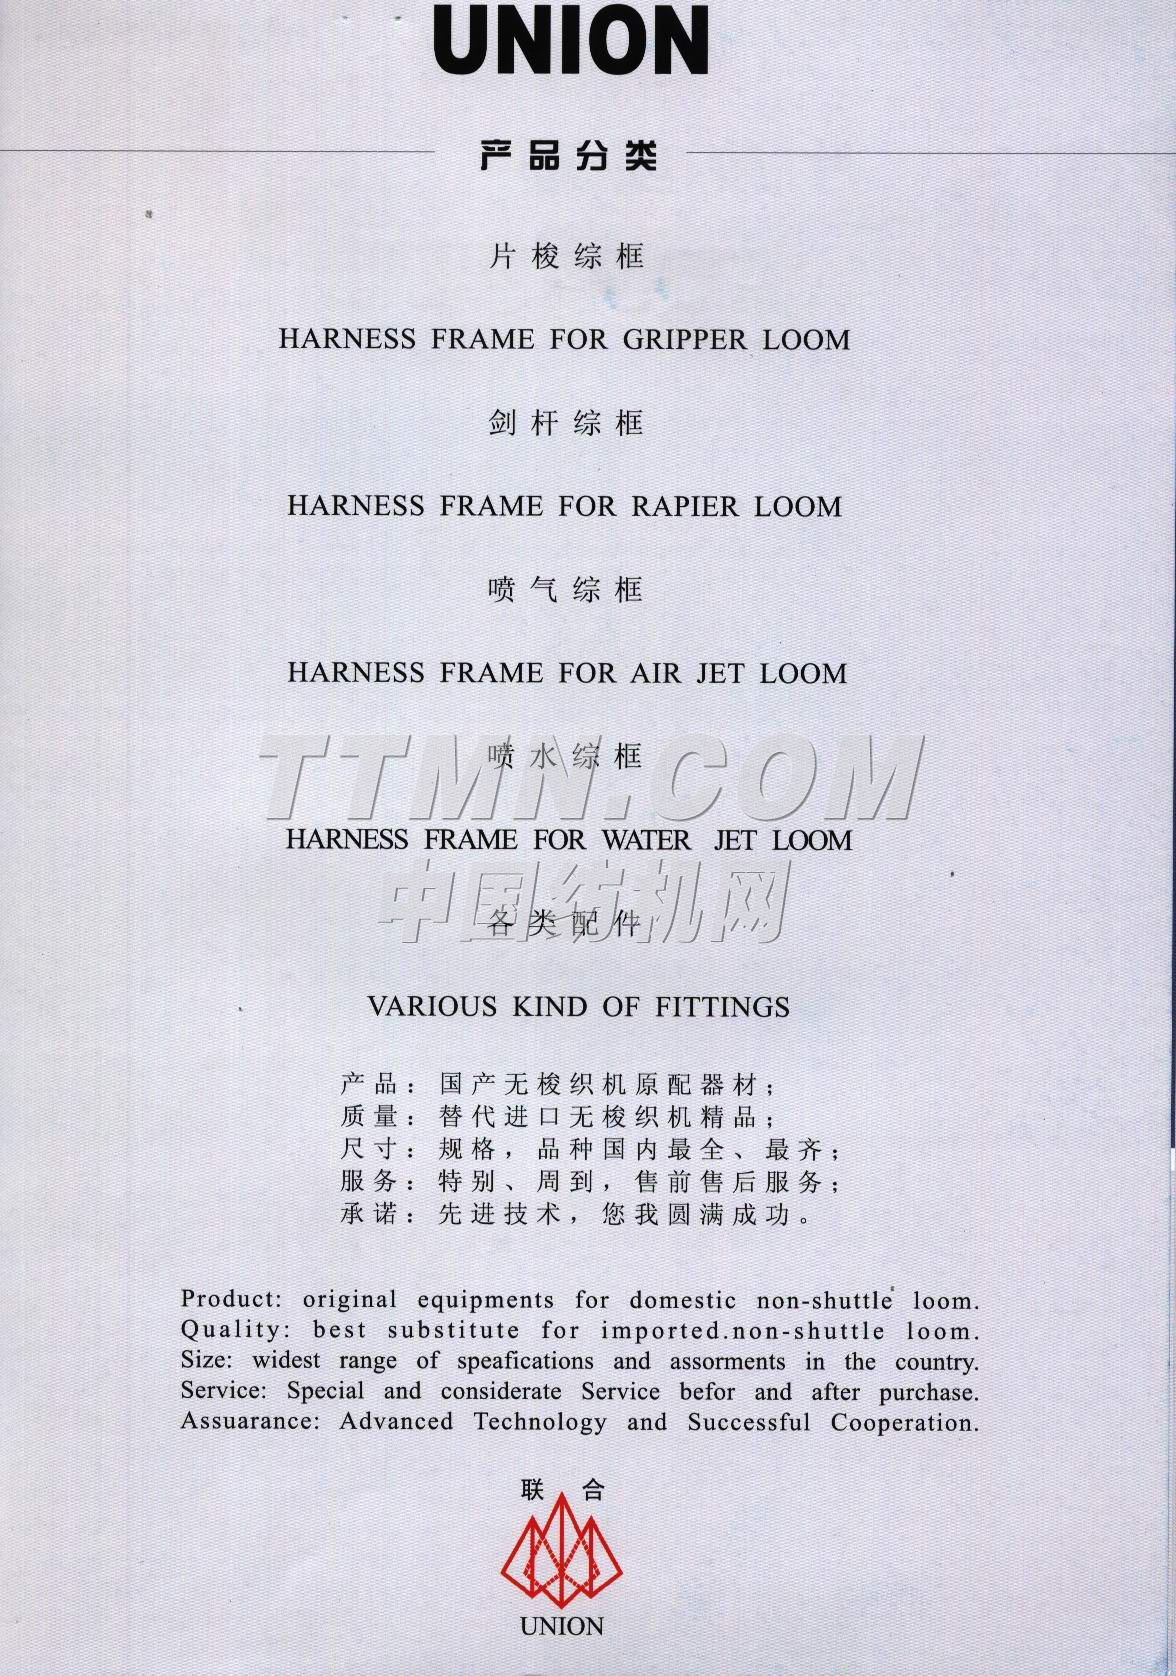 UNION
产品分类
片梭综框
HARNESS FRAME FOR GRIPPER LOOM
剑杆综框
HARNESS FRAME FOR RAPIER LOOM
喷气综框
HARNESS FRAME FOR AIR JET LOOM
喷水综框
TTMN.COM
HARNESS FRAME FOR WATER JET LOOM
中国纺机网
各类配件
VARIOUS KIND OF FITTINGS
产品：国产无梭织机原配器材；
质量：替代进口无梭织机精品；
尺寸：规格，品种国内最全、最齐；
服务：特别、周到，售前售后服务；
承诺：先进技术，您我圆满成功。
Product: original equipments for domestic non-shuttle loom.
Quality: best substitute for imported.non-shuttle loom.
Size: widest range of speafications and assorments in the country.
Service: Special and considerate Service befor and after purchase.
Assuarance: Advanced Technology and Successful Cooperation.
联合
UNION